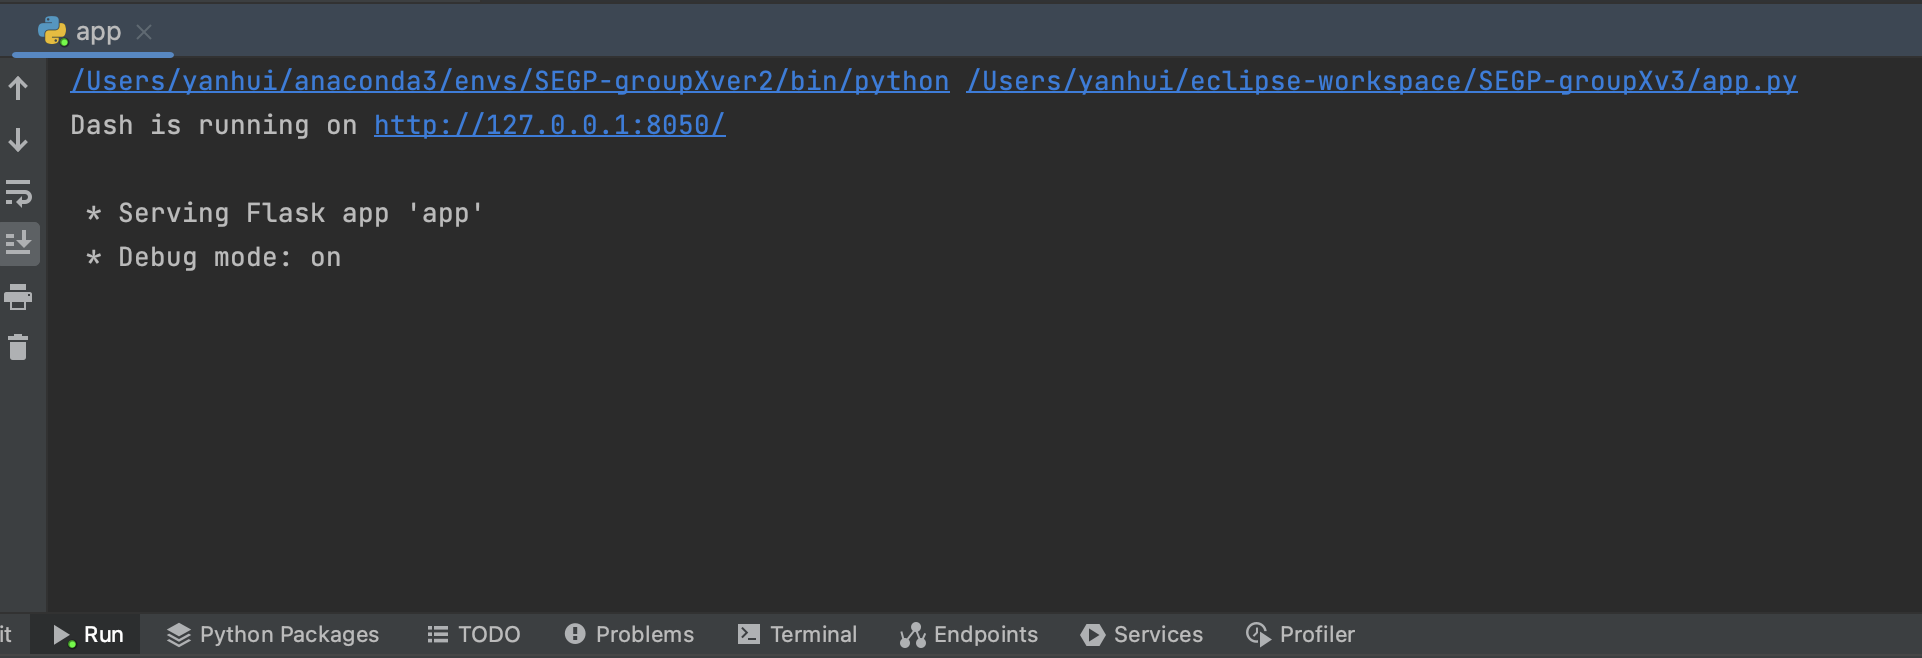 app
/Users/yanhui/anaconda3/envs/SEGP-groupXver2/bin/python /Users/yanhui/eclipse-workspace/SEGP-groupXv3/app.py
Dash is running on http://127.0.0.1:8050/
* Serving Flask app 'app'
* Debug mode: on
it Run Python Packages TODO Problems Terminal Endpoints Services Profiler